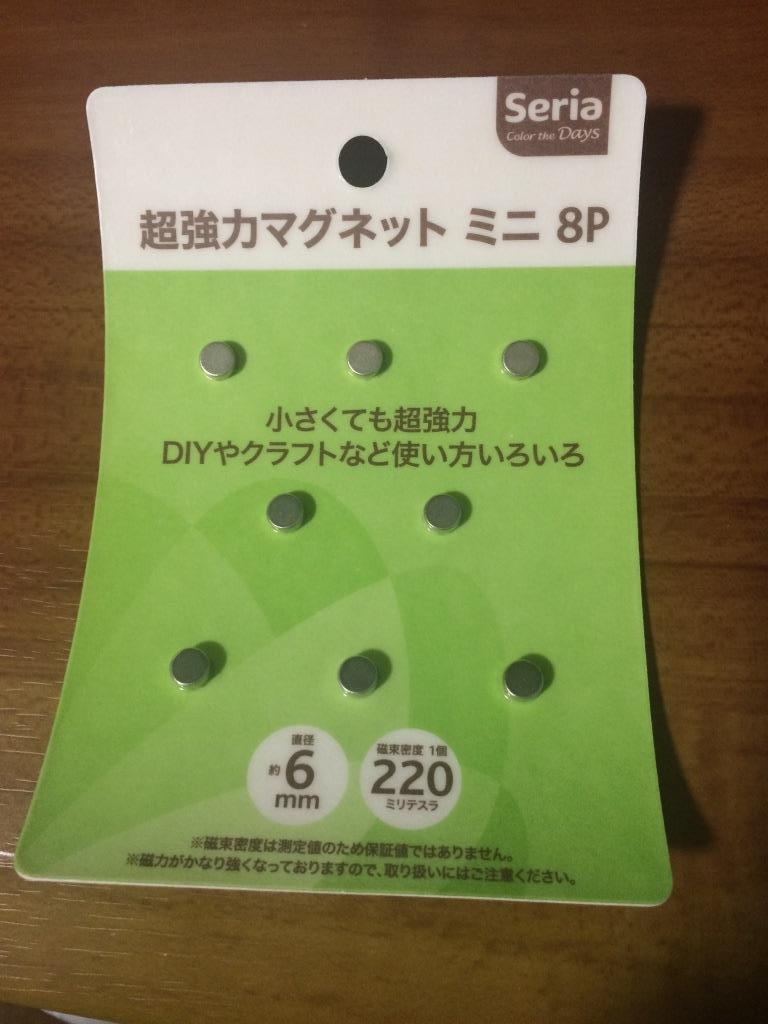 Seria
Color the Days
超強力マグネット ミニ 8P
小さくても超強力
DIYやクラフトなど使い方いろいろ
直径
約6
mm
磁束密度 1個
220
ミリテスラ
※磁束密度は測定値のため保証値ではありません。
※磁力がかなり強くなっておりますので、取り扱いにはご注意ください。